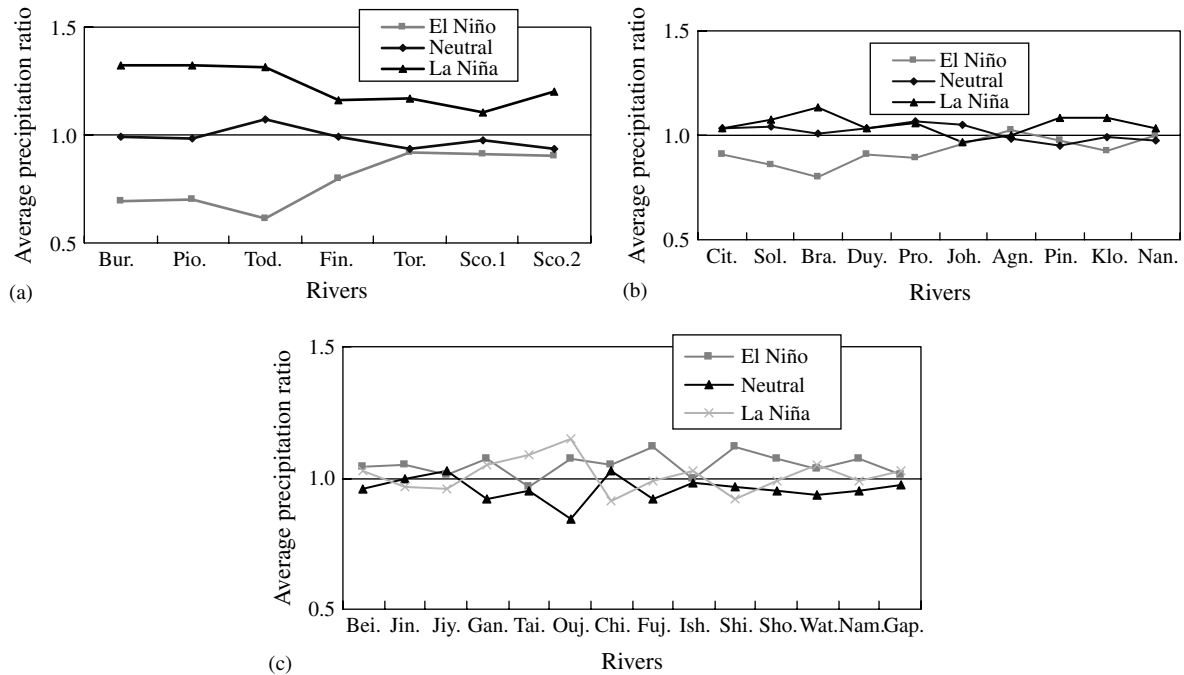 Average precipitation ratio
1.5
1.0
0.5
El Niño
Neutral
La Niña
Bur. Pio. Tod. Fin. Tor. Sco.1 Sco.2
Rivers
(a)
Average precipitation ratio
1.5
1.0
0.5
El Niño
Neutral
La Niña
Cit. Sol. Bra. Duy. Pro. Joh. Agn. Pin. Klo. Nan.
Rivers
(b)
Average precipitation ratio
1.5
1.0
0.5
El Niño
Neutral
La Niña
Bei. Jin. Jiy. Gan. Tai. Ouj. Chi. Fuj. Ish. Shi. Sho. Wat. Nam. Gap.
Rivers
(c)